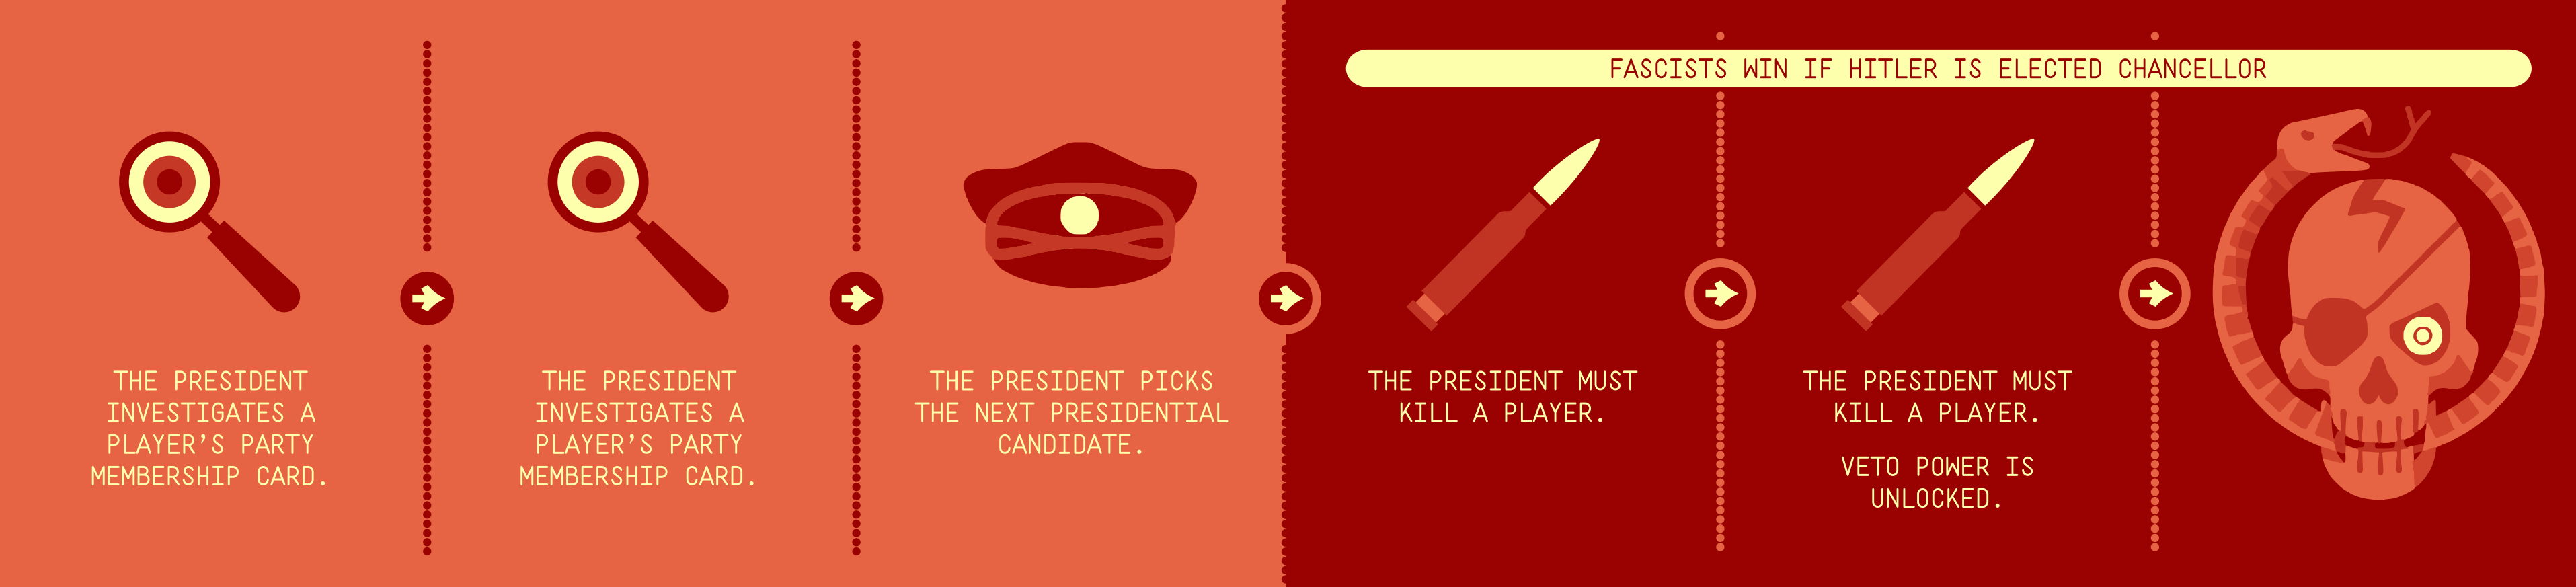 FASCISTS WIN IF HITLER IS ELECTED CHANCELLOR
THE PRESIDENT
INVESTIGATES A
PLAYER’S PARTY
MEMBERSHIP CARD.
THE PRESIDENT
INVESTIGATES A
PLAYER’S PARTY
MEMBERSHIP CARD.
THE PRESIDENT PICKS
THE NEXT PRESIDENTIAL
CANDIDATE.
THE PRESIDENT MUST
KILL A PLAYER.
THE PRESIDENT MUST
KILL A PLAYER.
VETO POWER IS
UNLOCKED.